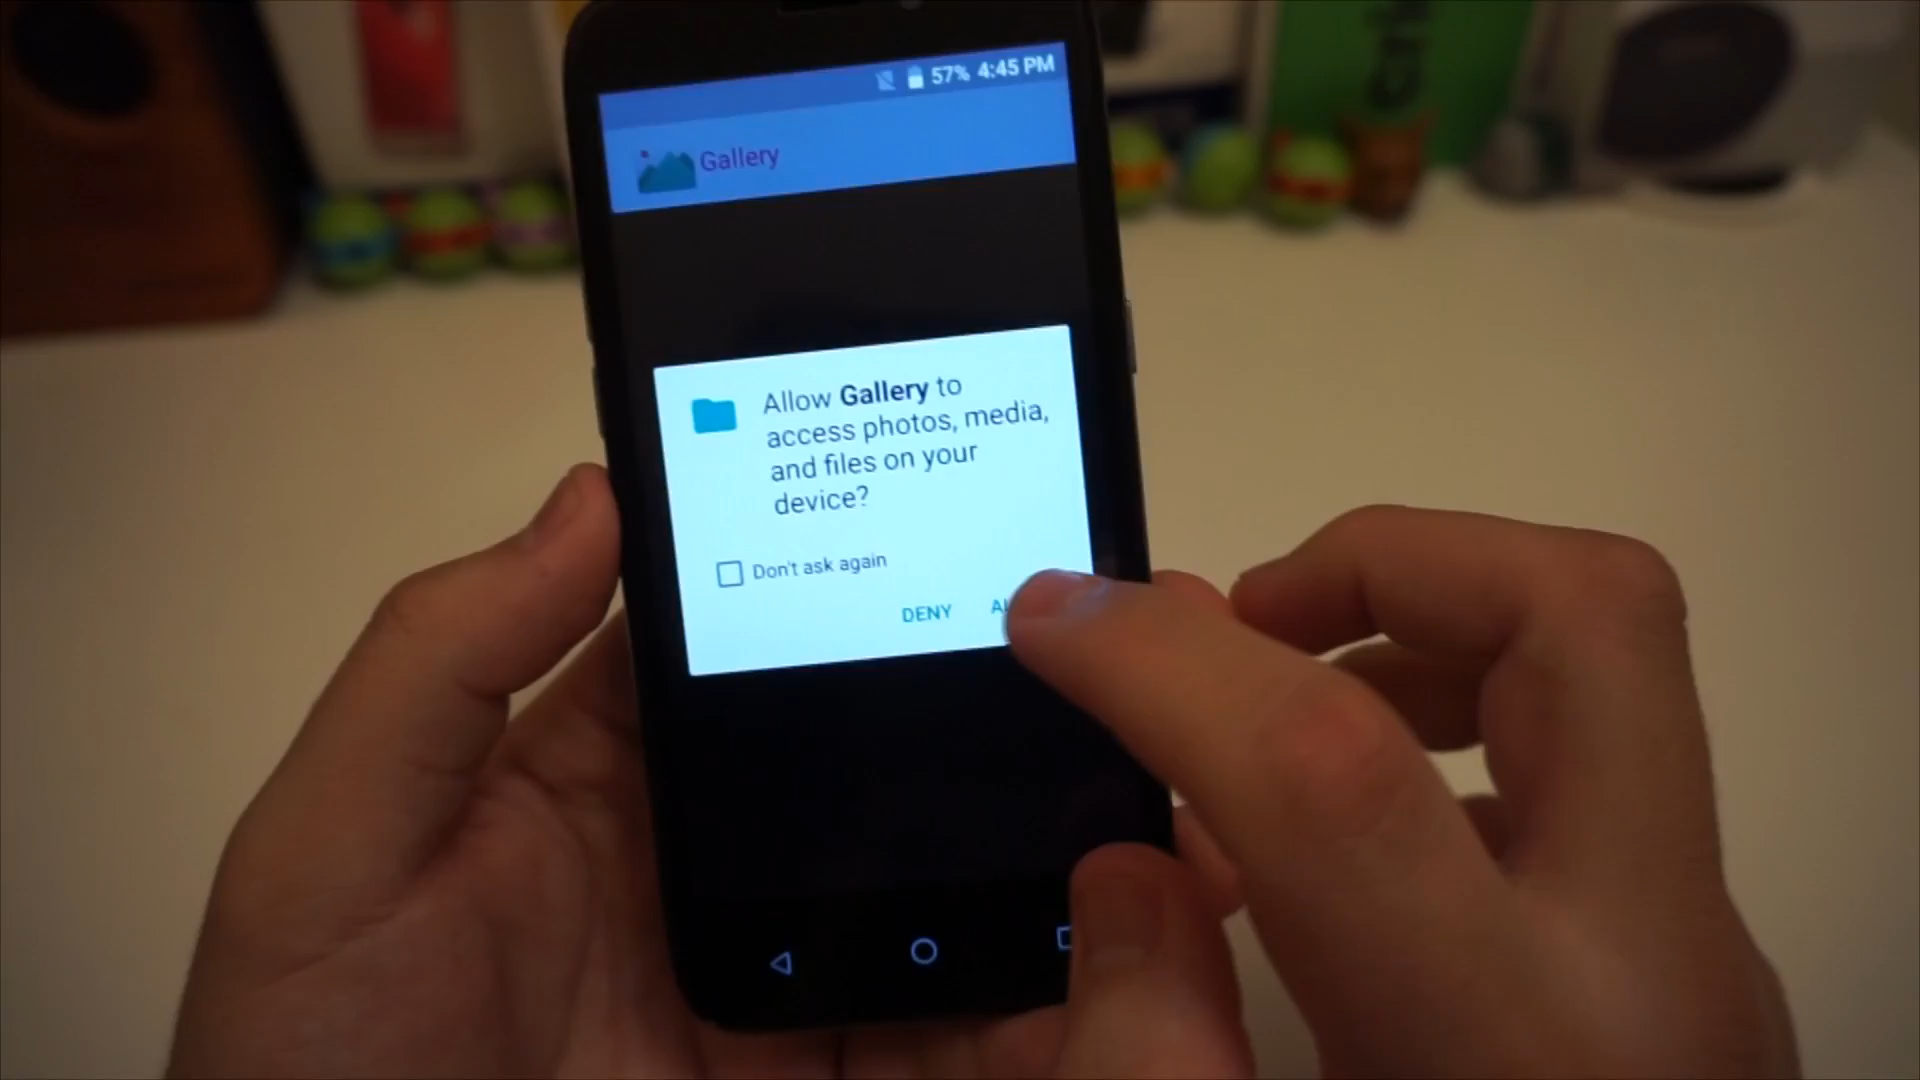 57% 4:45 PM
Gallery
Allow Gallery to
access photos, media,
and files on your
device?
Don't ask again
DENY